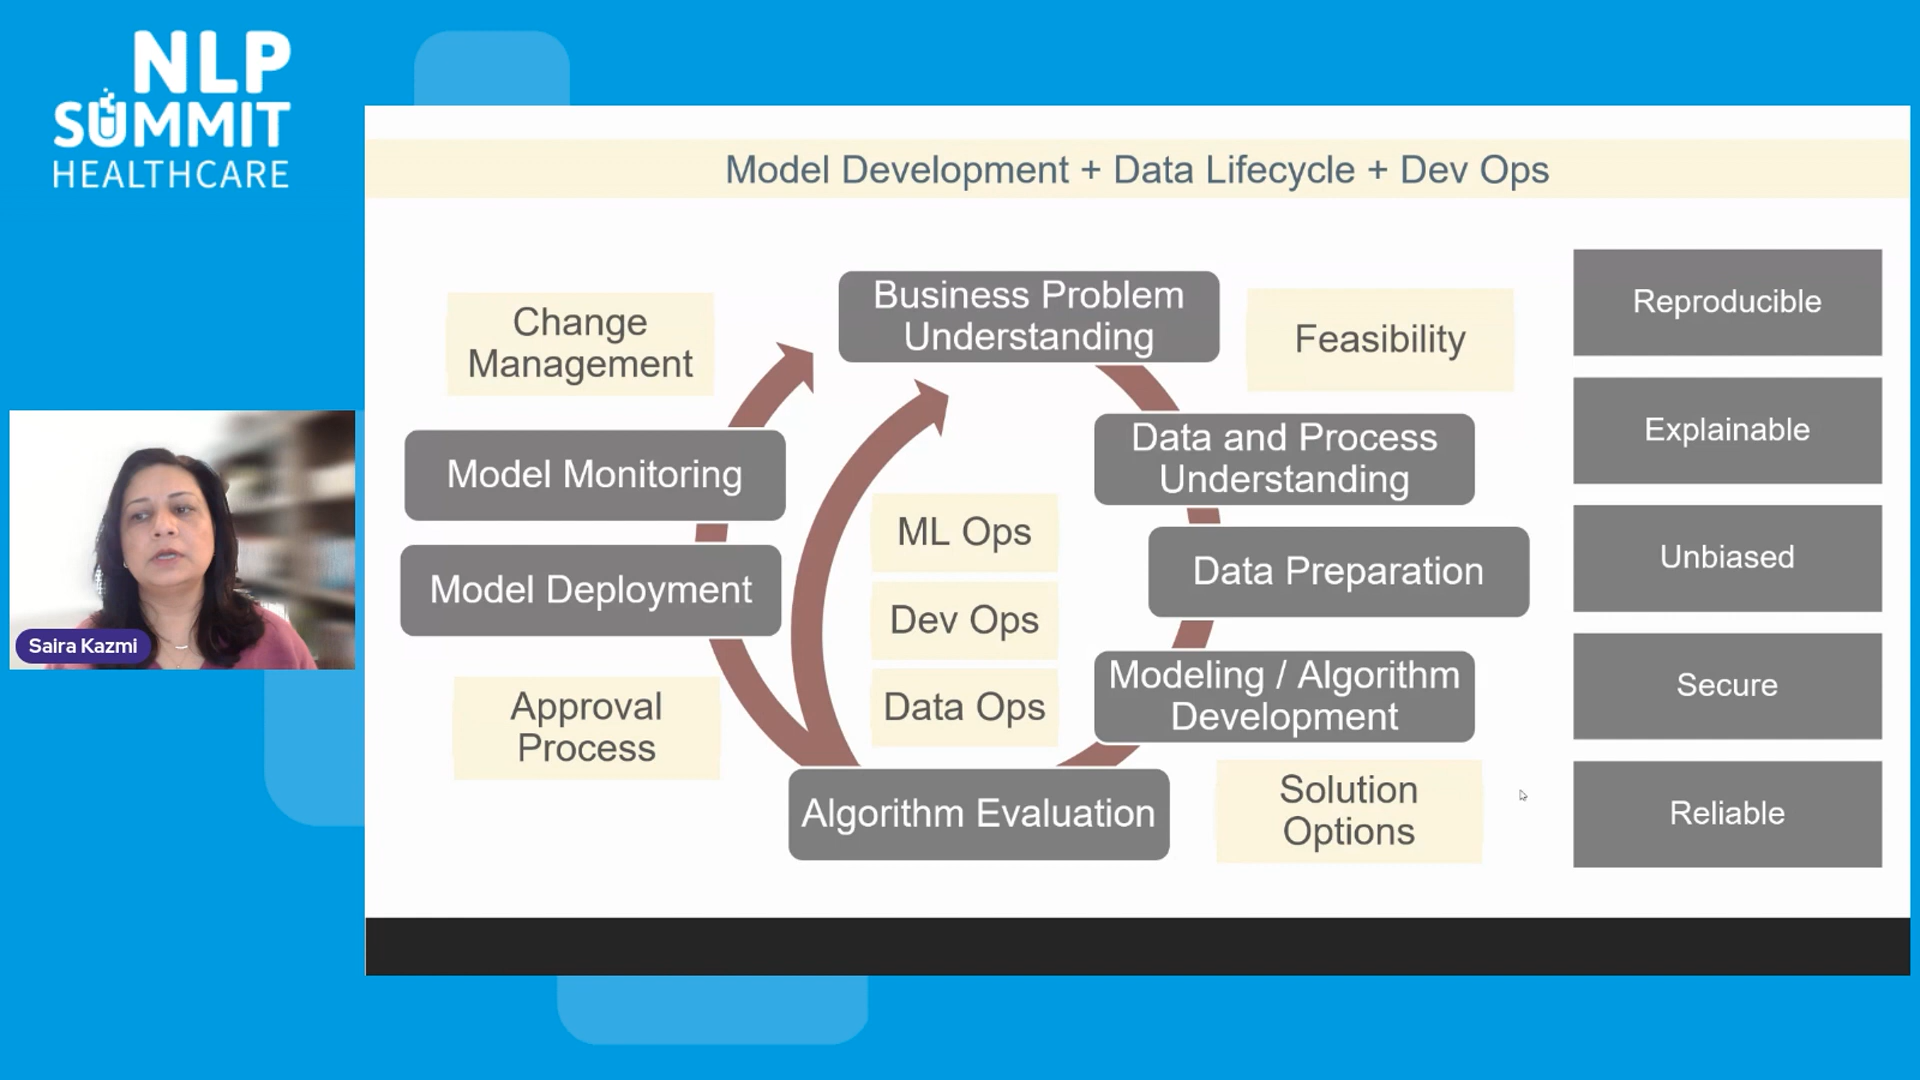 NLP
SUMMIT
HEALTHCARE
Model Development + Data Lifecycle + Dev Ops
Change
Management
Business Problem
Understanding
Feasibility
Reproducible
Model Monitoring
Data and Process
Understanding
Explainable
ML Ops
Model Deployment
Data Preparation
Unbiased
Dev Ops
Saira Kazmi
Approval
Process
Data Ops
Modeling / Algorithm
Development
Secure
Algorithm Evaluation
Solution
Options
Reliable